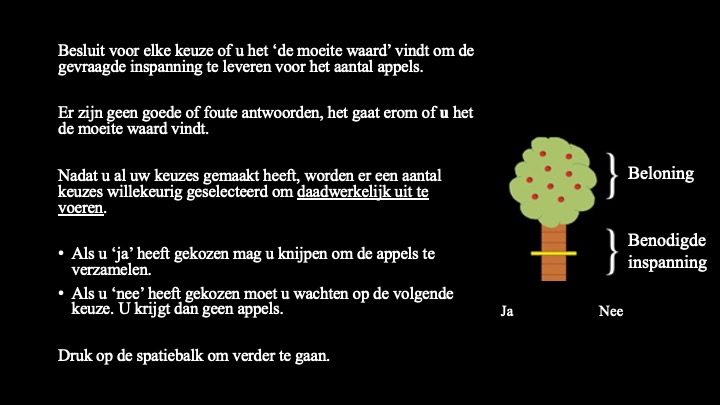 Besluit voor elke keuze of u het ‘de moeite waard’ vindt om de
gevraagde inspanning te leveren voor het aantal appels.
Er zijn geen goede of foute antwoorden, het gaat erom of u het
de moeite waard vindt.
Nadat u al uw keuzes gemaakt heeft, worden er een aantal
keuzes willekeurig geselecteerd om daadwerkelijk uit te
voeren.
• Als u ‘ja’ heeft gekozen mag u knijpen om de appels te
verzamelen.
• Als u ‘nee’ heeft gekozen moet u wachten op de volgende
keuze. U krijgt dan geen appels.
Druk op de spatiebalk om verder te gaan.
Beloning
Benodigde
inspanning
Ja
Nee